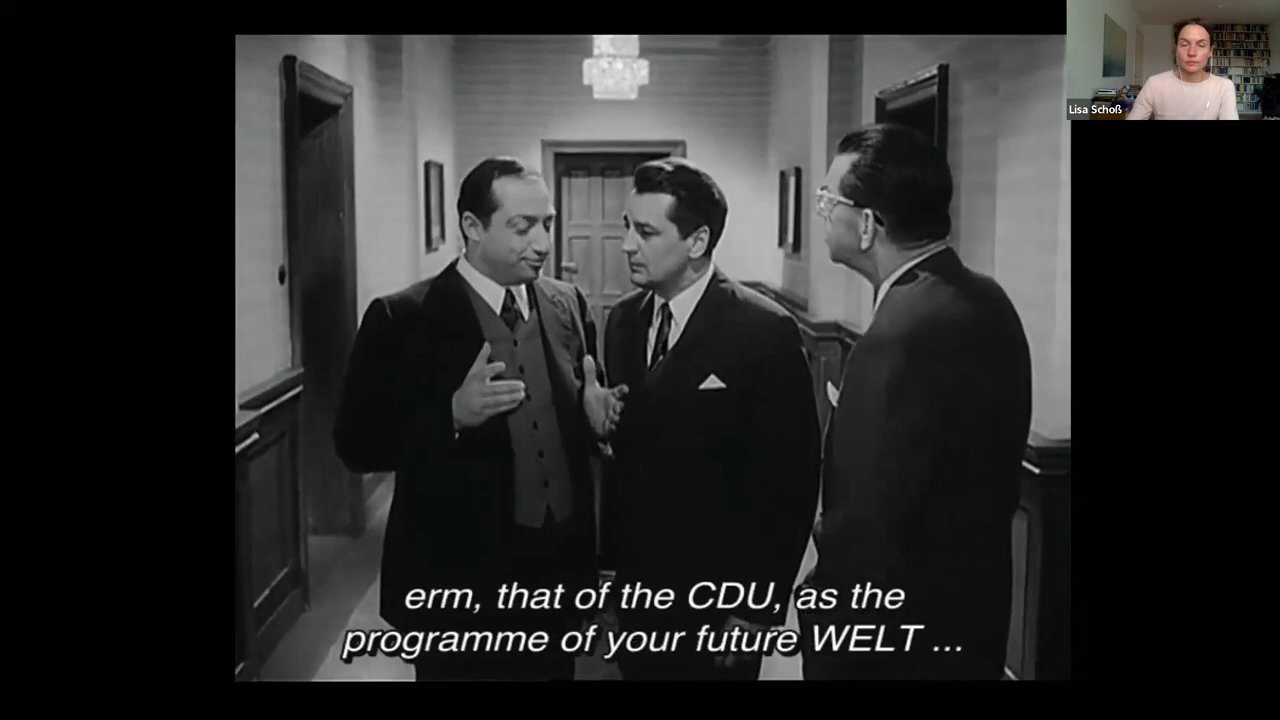 Lisa Schoß
erm, that of the CDU, as the
programme of your future WELT ...